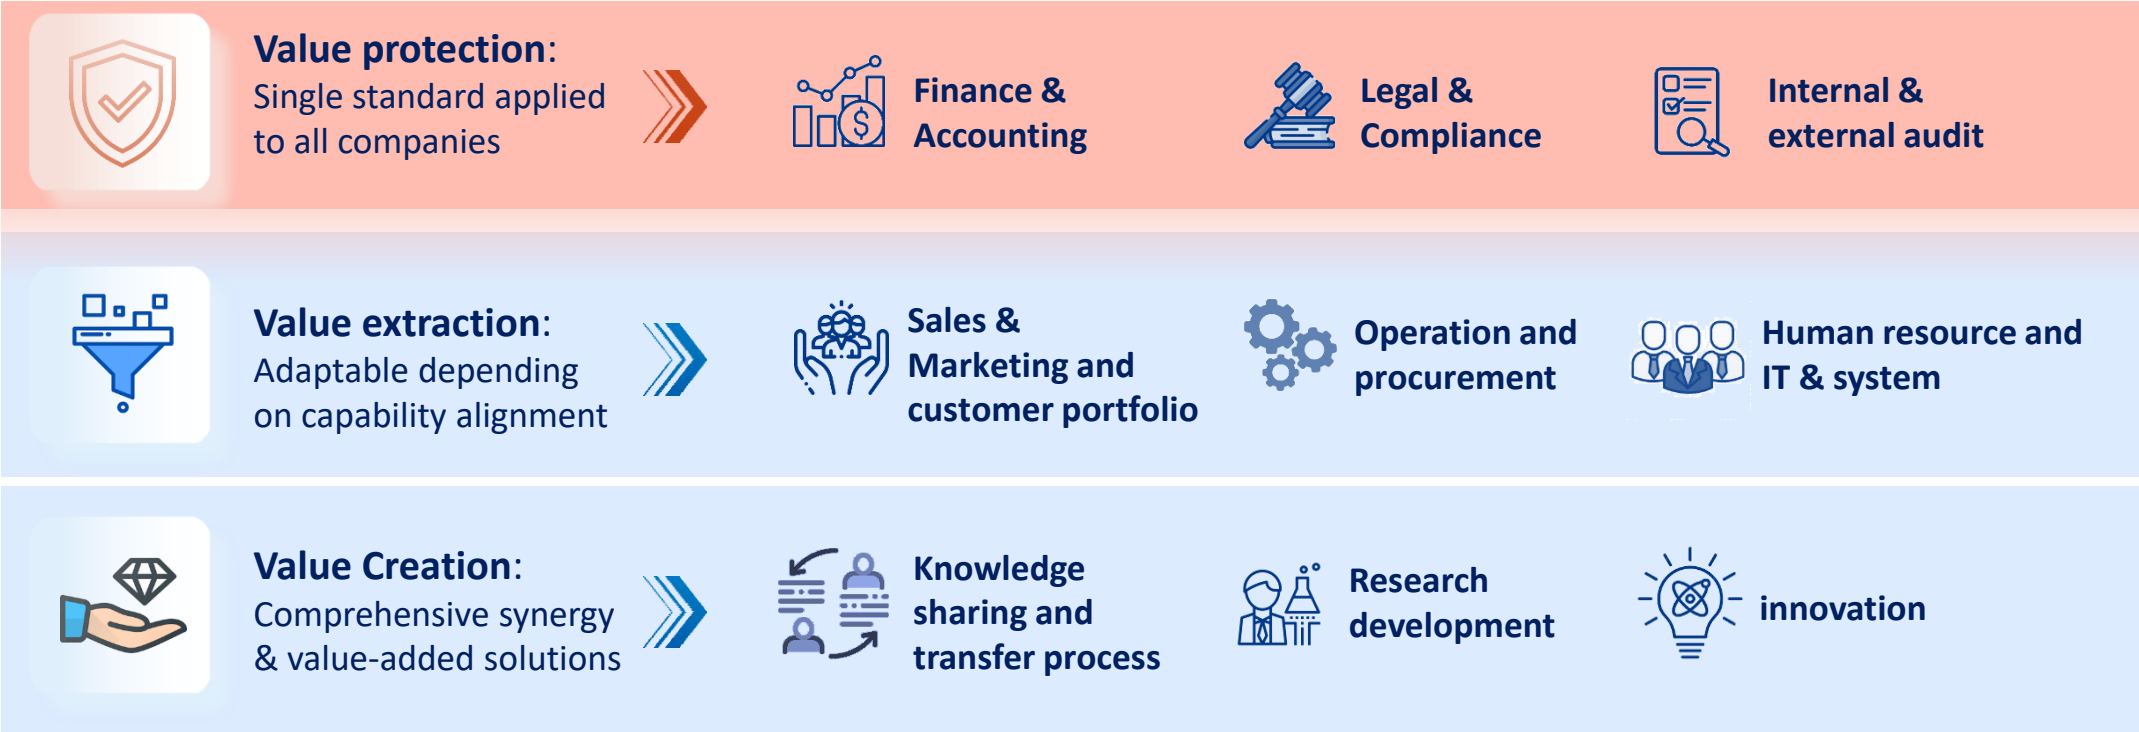 Value protection:
Single standard applied
to all companies
Finance &
Accounting
Legal &
Compliance
Internal &
external audit
Value extraction:
Adaptable depending
on capability alignment
Sales &
Marketing and
customer portfolio
Operation and
procurement
Human resource and
IT & system
Value Creation:
Comprehensive synergy
& value-added solutions
Knowledge
sharing and
transfer process
Research
development
innovation